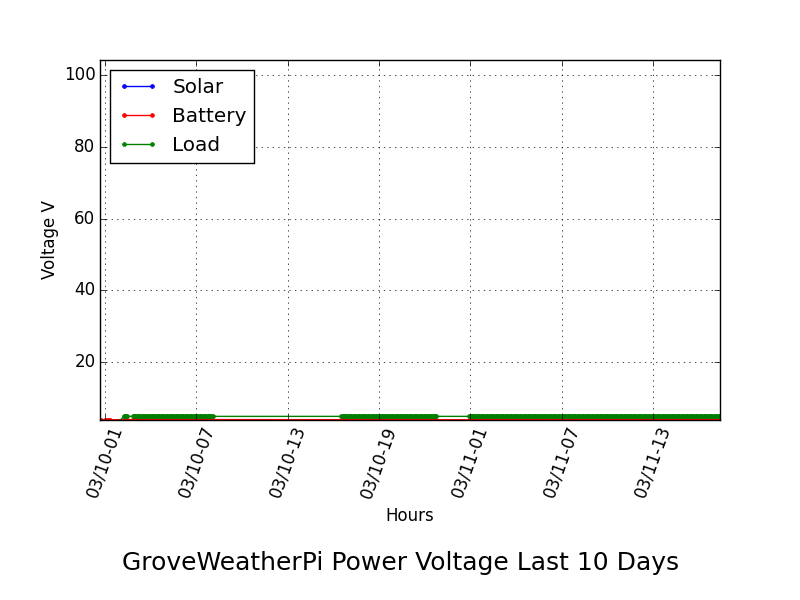 100
80
60
40
20
Voltage V
Solar
Battery
Load
03/10-01
03/10-07
03/10-13
03/10-19
03/11-01
03/11-07
03/11-13
Hours
GroveWeatherPi Power Voltage Last 10 Days